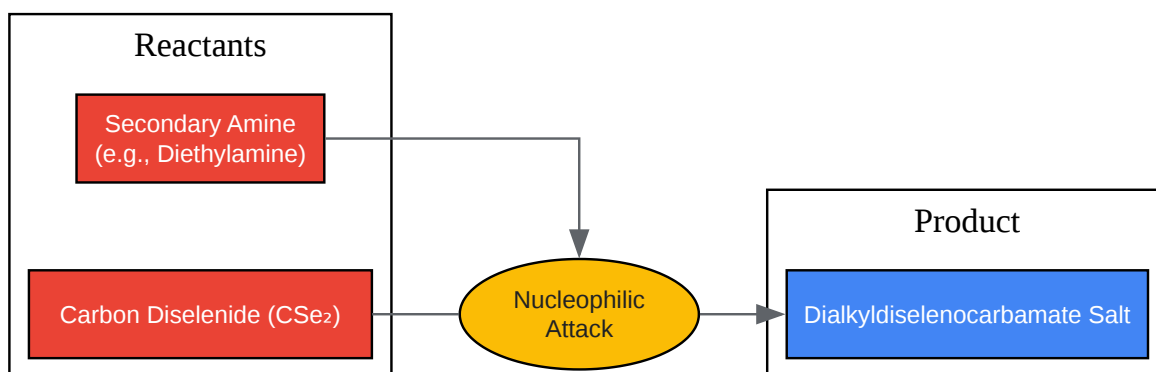 Reactants
Secondary Amine
(e.g., Diethylamine)
Carbon Diselenide (CSe₂)
Nucleophilic
Attack
Product
Dialkyldiselenocarbamate Salt